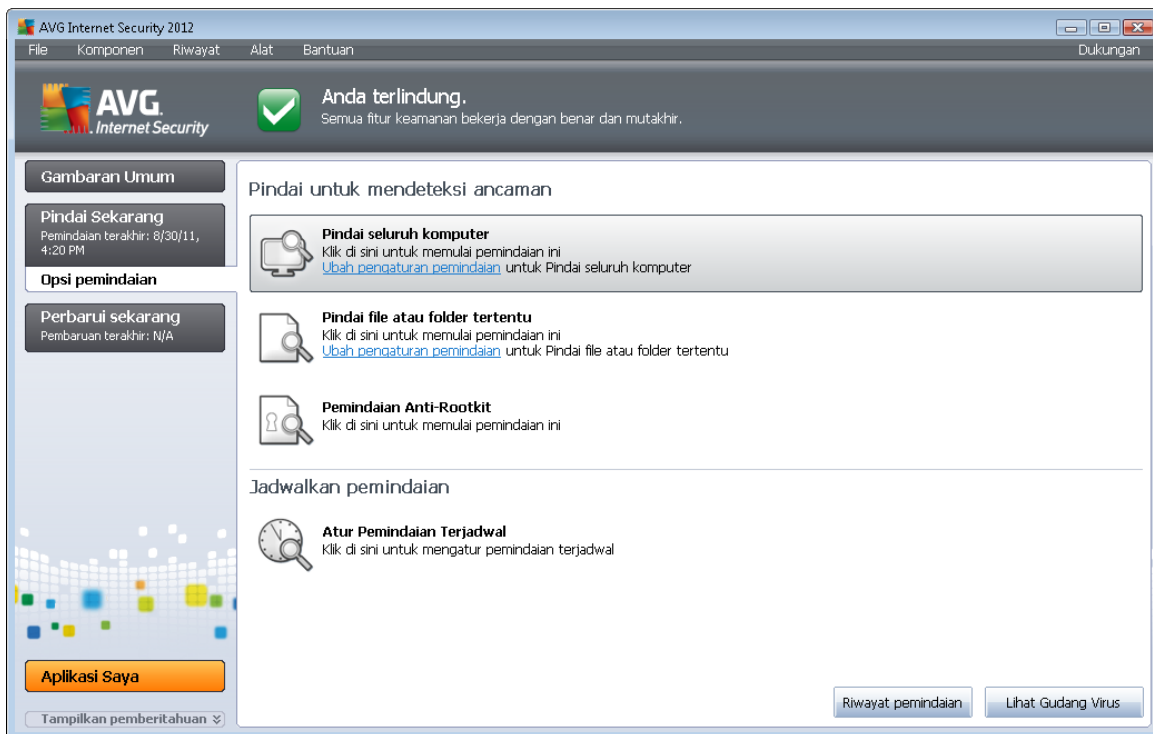 AVG Internet Security 2012
File Komponen Riwayat Alat Bantuan Dukungan
AVG.
Internet Security
Anda terlindung.
Semua fitur keamanan bekerja dengan benar dan mutakhir.
Gambaran Umum
Pindai Sekarang
Pemindaian terakhir: 8/30/11,
4:20 PM
Opsi pemindaian
Perbarui sekarang
Pembaruan terakhir: N/A
Aplikasi Saya
Tampilkan pemberitahuan
Pindai untuk mendeteksi ancaman
Pindai seluruh komputer
Klik di sini untuk memulai pemindaian ini
Ubah pengaturan pemindaian untuk Pindai seluruh komputer
Pindai file atau folder tertentu
Klik di sini untuk memulai pemindaian ini
Ubah pengaturan pemindaian untuk Pindai file atau folder tertentu
Pemindaian Anti-Rootkit
Klik di sini untuk memulai pemindaian ini
Jadwalkan pemindaian
Atur Pemindaian Terjadwal
Klik di sini untuk mengatur pemindaian terjadwal
Riwayat pemindaian
Lihat Gudang Virus